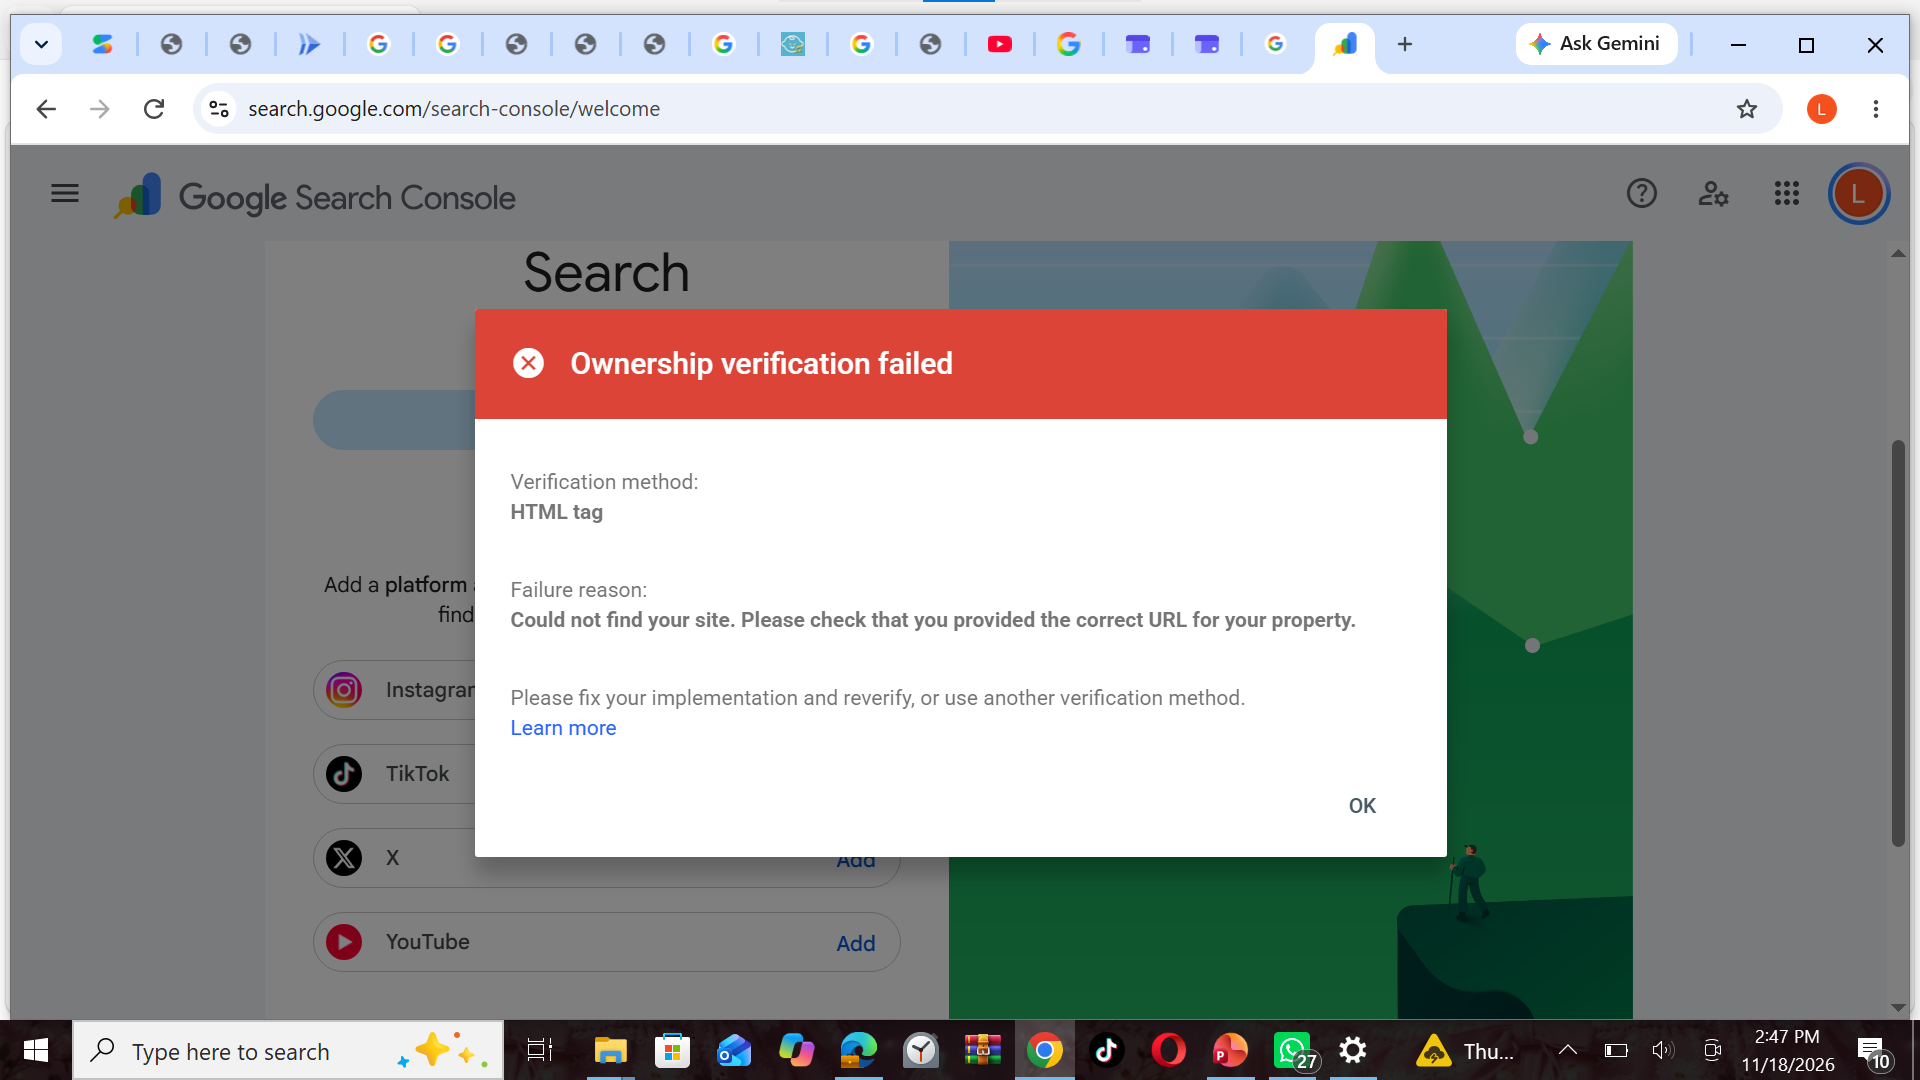 Ask Gemini
search.google.com/search-console/welcome
L
Google Search Console
L
Search
Ownership verification failed
Verification method:
HTML tag
Failure reason:
Could not find your site. Please check that you provided the correct URL for your property.
Please fix your implementation and reverify, or use another verification method.
Learn more
OK
Add a platform
find
Instagram
TikTok
X
Add
YouTube
Add
Type here to search
27
Thu...
2:47 PM
11/18/2026
10